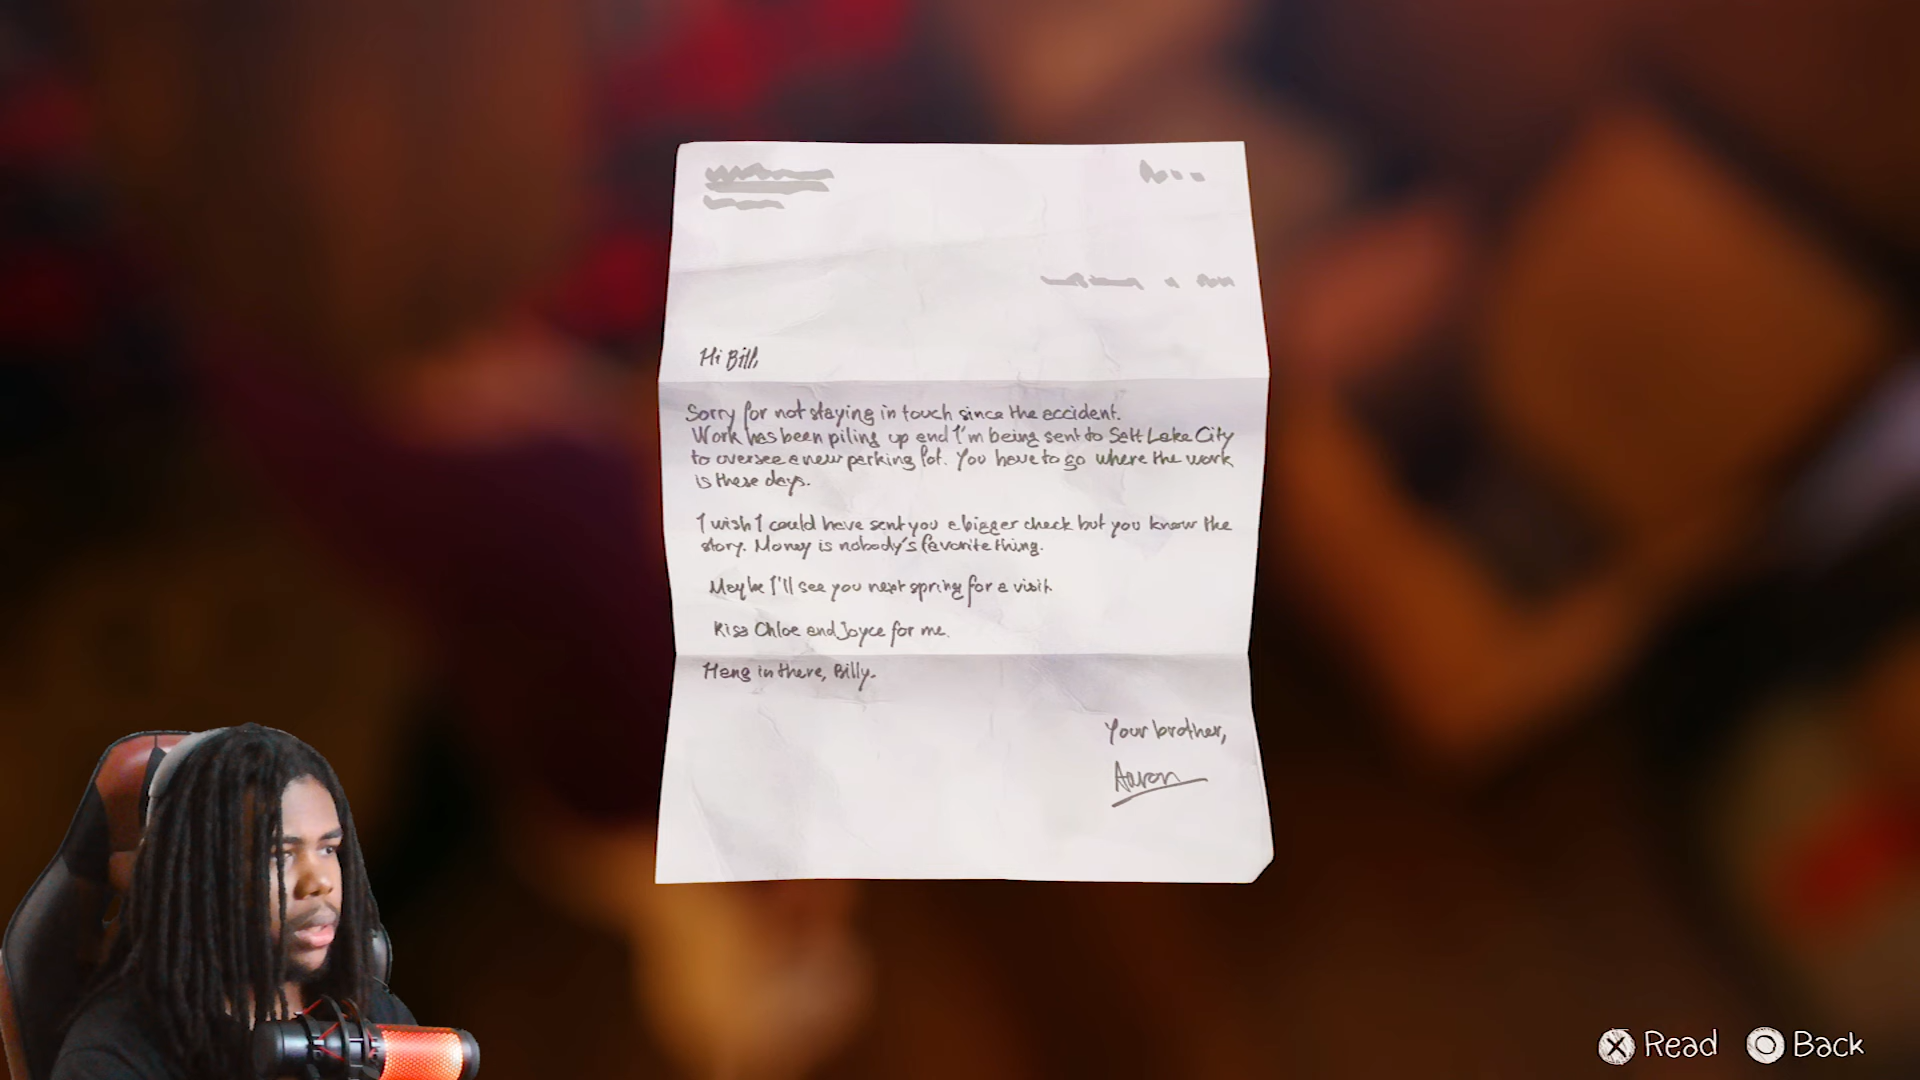 Hi Bill,
Sorry for not staying in touch since the accident.
Work has been piling up and I'm being sent to Salt Lake City
to oversee a new parking lot. You have to go where the work
is these days.
I wish I could have sent you a bigger check but you know the
story. Money is nobody's favorite thing.
Maybe I'll see you next spring for a visit.
Kiss Chloe and Joyce for me.
Hang in there, Billy.
Your brother,
Aaron
Read
Back